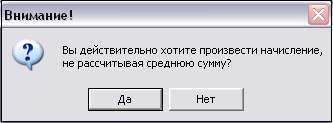 Внимание!
Вы действительно хотите произвести начисление,
не рассчитывая среднюю сумму?
Да
Нет